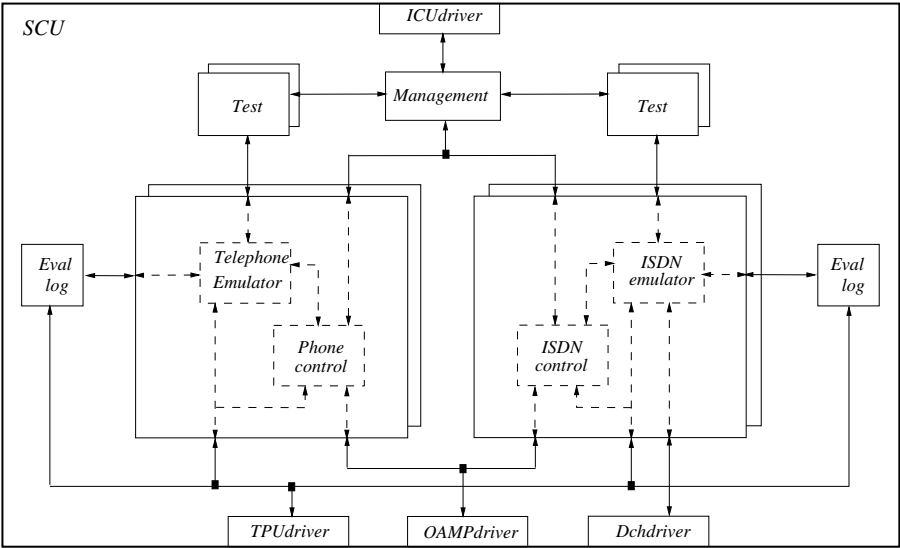 SCU
ICUdriver
Test
Management
Test
Eval
log
Telephone
Emulator
Phone
control
ISDN
emulator
ISDN
control
Eval
log
TPUdriver
OAMPdriver
Dchdriver